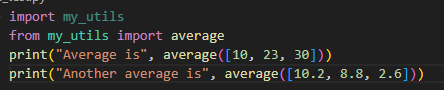 import my_utils
from my_utils import average
print("Average is", average([10, 23, 30]))
print("Another average is", average([10.2, 8.8, 2.6]))